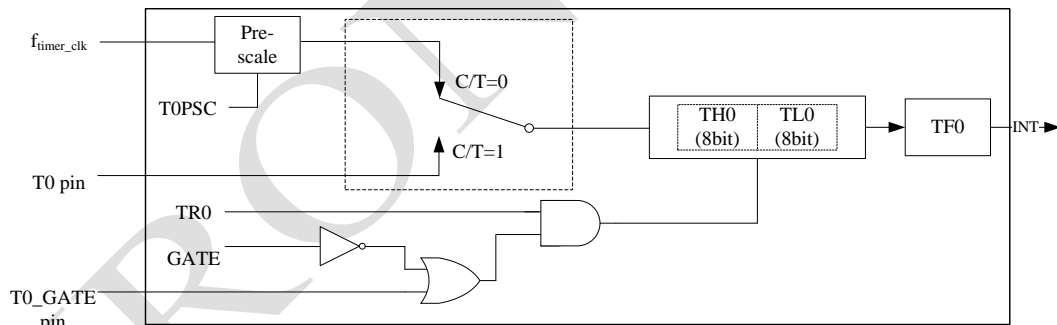 f_timer_clk
Pre-
scale
T0PSC
C/T=0
C/T=1
T0 pin
TH0
(8bit)
TL0
(8bit)
TF0
INT
TR0
GATE
T0_GATE
pin